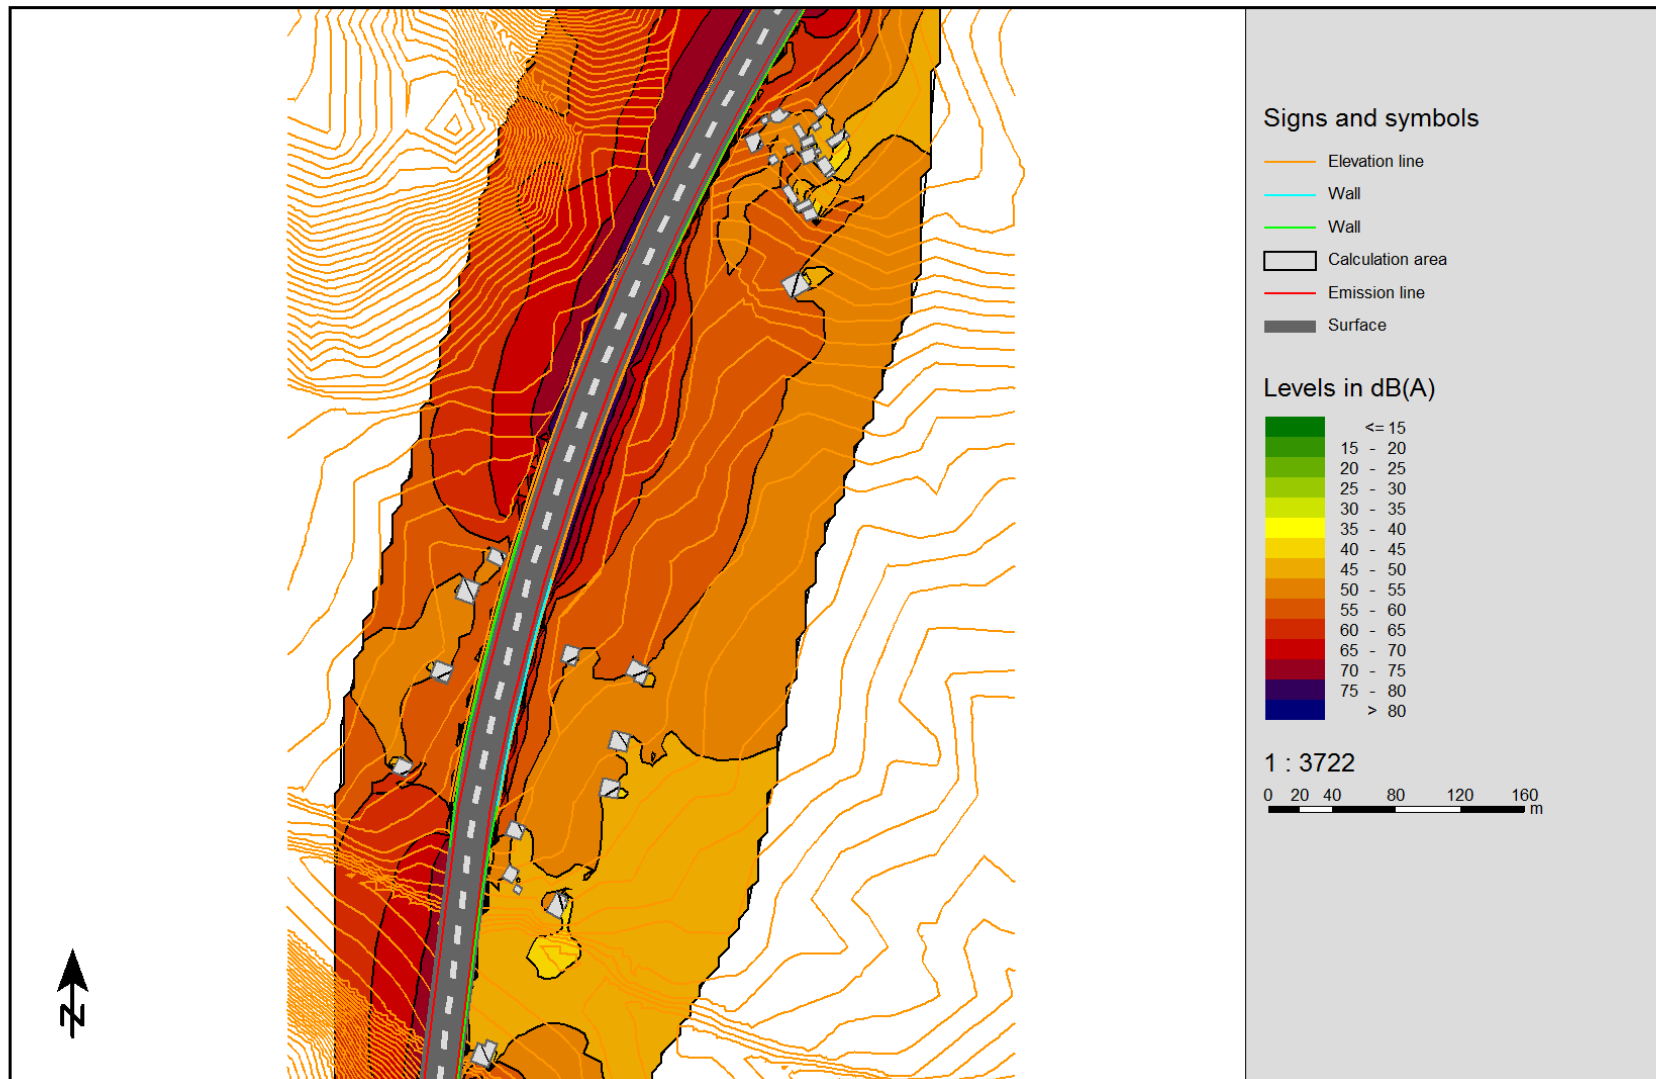 Signs and symbols
Elevation line
Wall
Wall
Calculation area
Emission line
Surface
Levels in dB(A)
<= 15
15 - 20
20 - 25
25 - 30
30 - 35
35 - 40
40 - 45
45 - 50
50 - 55
55 - 60
60 - 65
65 - 70
70 - 75
75 - 80
> 80
1 : 3722
0 20 40 80 120 160
m
N